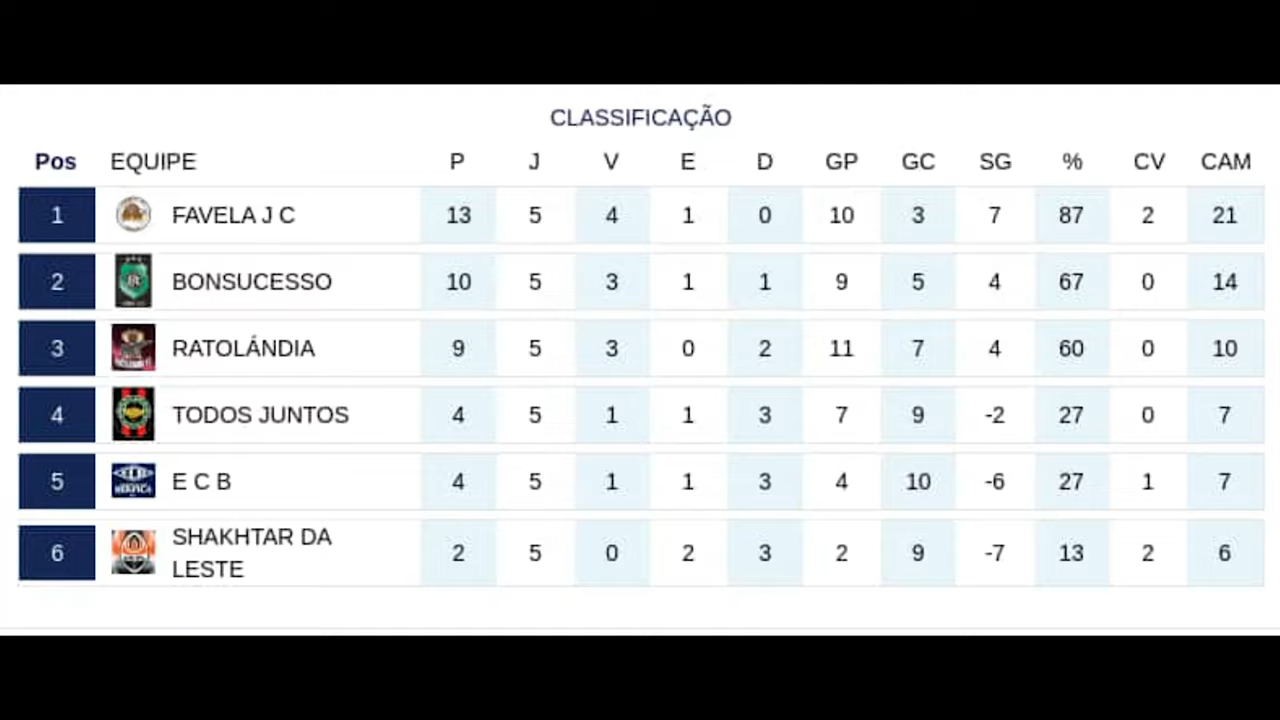 CLASSIFICAÇÃO
Pos EQUIPE P J V E D GP GC SG % CV CAM
1 FAVELA J C 13 5 4 1 0 10 3 7 87 2 21
2 BONSUCESSO 10 5 3 1 1 9 5 4 67 0 14
3 RATOLÁNDIA 9 5 3 0 2 11 7 4 60 0 10
4 TODOS JUNTOS 4 5 1 1 3 7 9 -2 27 0 7
5 E C B 4 5 1 1 3 4 10 -6 27 1 7
6 SHAKHTAR DA
LESTE 2 5 0 2 3 2 9 -7 13 2 6